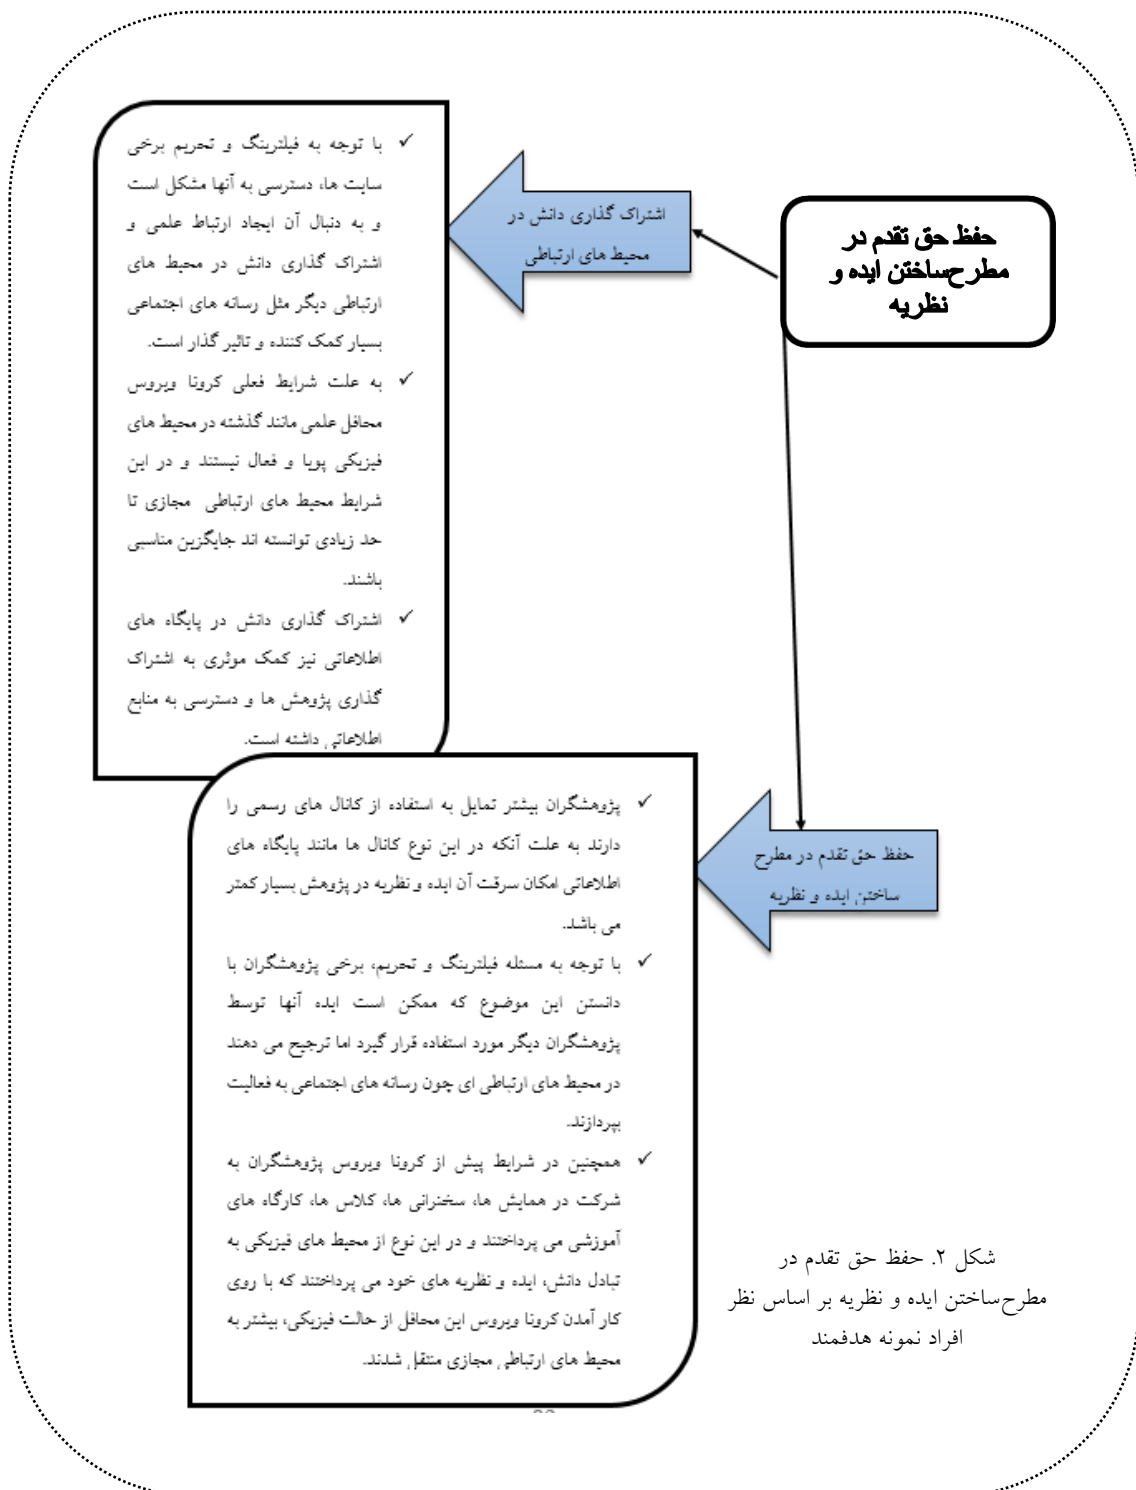 حفظ حق تقدم در
مطرح‌ساختن ایده و
نظریه
اشتراک گذاری دانش در
محیط های ارتباطی
✓ با توجه به فیلترینگ و تحریم برخی
سایت ها، دسترسی به آنها مشکل است
و به دنبال آن ایجاد ارتباط علمی و
اشتراک گذاری دانش در محیط های
ارتباطی دیگر مثل رسانه های اجتماعی
بسیار کمک کننده و تاثیر گذار است.
✓ به علت شرایط فعلی کرونا ویروس
محافل علمی مانند گذشته در محیط های
فیزیکی پویا و فعال نیستند و در این
شرایط محیط های ارتباطی مجازی تا
حد زیادی توانسته اند جایگزین مناسبی
باشند.
✓ اشتراک گذاری دانش در پایگاه های
اطلاعاتی نیز کمک موثری به اشتراک
گذاری پژوهش ها و دسترسی به منابع
اطلاعاتی داشته است.
حفظ حق تقدم در مطرح
ساختن ایده و نظریه
✓ پژوهشگران بیشتر تمایل به استفاده از کانال های رسمی را
دارند به علت آنکه در این نوع کانال ها مانند پایگاه های
اطلاعاتی امکان سرقت آن ایده و نظریه در پژوهش بسیار کمتر
می باشد.
✓ با توجه به مسئله فیلترینگ و تحریم، برخی پژوهشگران با
دانستن این موضوع که ممکن است ایده آنها توسط
پژوهشگران دیگر مورد استفاده قرار گیرد اما ترجیح می دهند
در محیط های ارتباطی ای چون رسانه های اجتماعی به فعالیت
بپردازند.
✓ همچنین در شرایط پیش از کرونا ویروس پژوهشگران به
شرکت در همایش ها، سخنرانی ها، کلاس ها، کارگاه های
آموزشی می پرداختند و در این نوع از محیط های فیزیکی به
تبادل دانش، ایده و نظریه های خود می پرداختند که با روی
کار آمدن کرونا ویروس این محافل از حالت فیزیکی، بیشتر به
محیط های ارتباطی مجازی منتقل شدند.
شکل ۲. حفظ حق تقدم در
مطرح‌ساختن ایده و نظریه بر اساس نظر
افراد نمونه هدفمند